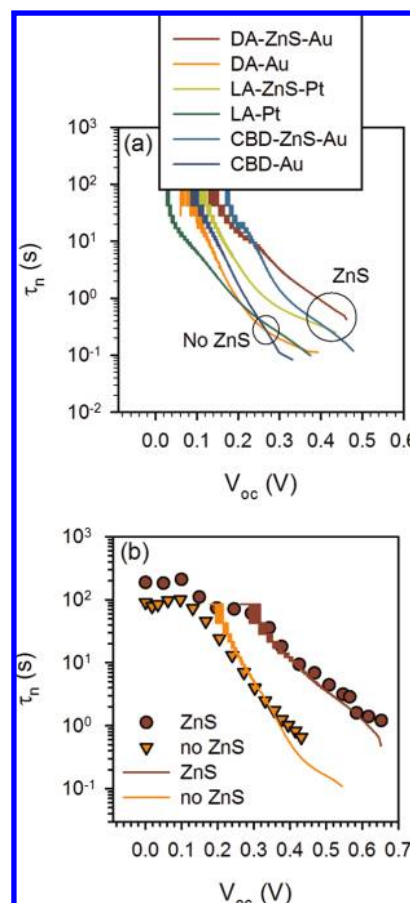 DA-ZnS-Au
DA-Au
LA-ZnS-Pt
LA-Pt
CBD-ZnS-Au
CBD-Au
(a)
10³
10²
10¹
10⁰
10⁻¹
10⁻²
τn (s)
ZnS
No ZnS
0.0 0.1 0.2 0.3 0.4 0.5 0.6
Voc (V)
(b)
10³
10²
10¹
10⁰
10⁻¹
τn (s)
ZnS
no ZnS
ZnS
no ZnS
0.0 0.1 0.2 0.3 0.4 0.5 0.6 0.7
Voc (V)